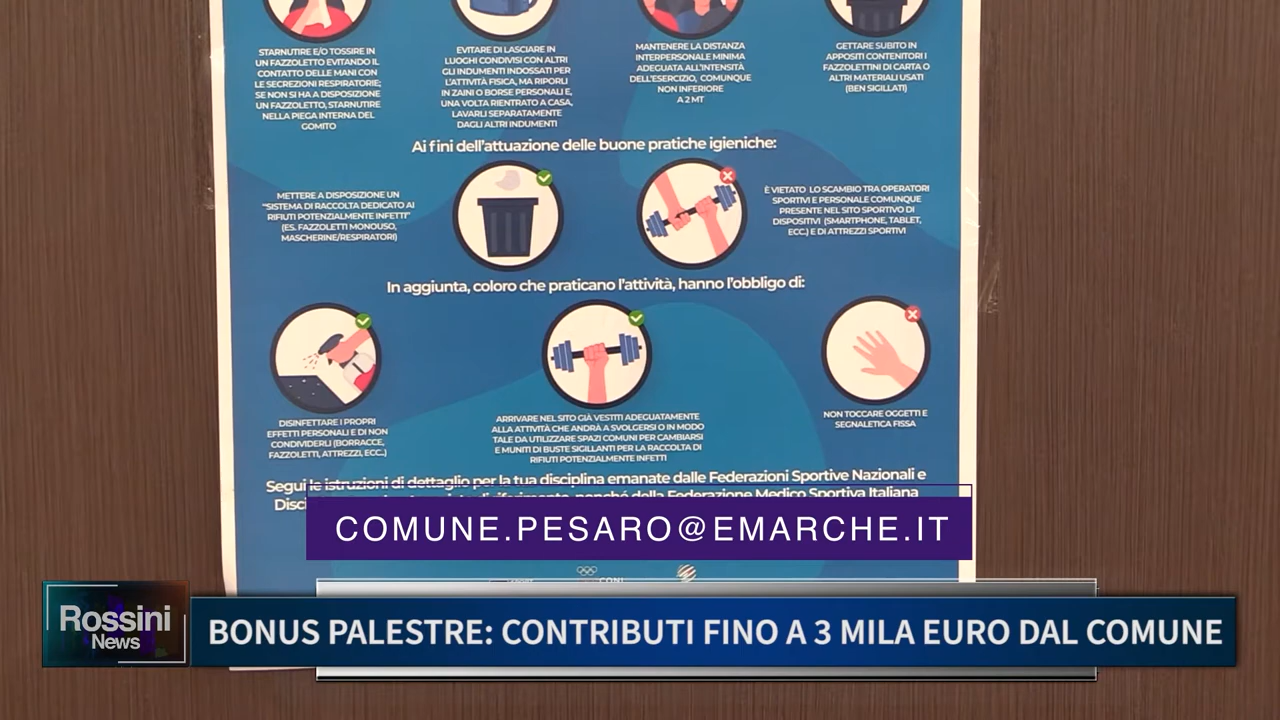 STARNUTIRE E/O TOSSIRE IN
UN FAZZOLETTO EVITANDO IL
CONTATTO DELLE MANI CON
LE SECREZIONI RESPIRATORIE;
SE NON SI HA A DISPOSIZIONE
UN FAZZOLETTO, STARNUTIRE
NELLA PIEGA INTERNA DEL
GOMITO
EVITARE DI LASCIARE IN
LUOGHI CONDIVISI CON ALTRI
GLI INDUMENTI INDOSSATI PER
L'ATTIVITÀ FISICA, MA RIPORLI
IN ZAINI O BORSE PERSONALI E,
UNA VOLTA RIENTRATO A CASA,
LAVARLI SEPARATAMENTE
DAGLI ALTRI INDUMENTI
MANTENERE LA DISTANZA
INTERPERSONALE MINIMA
ADEGUATA ALL'INTENSITÀ
DELL'ESERCIZIO, COMUNQUE
NON INFERIORE
A 2 MT
GETTARE SUBITO IN
APPOSITI CONTENITORI I
FAZZOLETTINI DI CARTA O
ALTRI MATERIALI USATI
(BEN SIGILLATI)
Ai fini dell'attuazione delle buone pratiche igieniche:
METTERE A DISPOSIZIONE UN
"SISTEMA DI RACCOLTA DEDICATO AI
RIFIUTI POTENZIALMENTE INFETTI"
(ES. FAZZOLETTI MONOUSO,
MASCHERINE/RESPIRATORI)
È VIETATO LO SCAMBIO TRA OPERATORI
SPORTIVI E PERSONALE COMUNQUE
PRESENTE NEL SITO SPORTIVO DI
DISPOSITIVI (SMARTPHONE, TABLET,
ECC.) E DI ATTREZZI SPORTIVI
In aggiunta, coloro che praticano l'attività, hanno l'obbligo di:
DISINFETTARE I PROPRI
EFFETTI PERSONALI E DI NON
CONDIVIDERLI (BORRACCE,
FAZZOLETTI, ATTREZZI, ECC..)
ARRIVARE NEL SITO GIÀ VESTITI ADEGUATAMENTE
ALLA ATTIVITÀ CHE ANDRÀ A SVOLGERSI O IN MODO
TALE DA UTILIZZARE SPAZI COMUNI PER CAMBIARSI
E MUNITI DI BUSTE SIGILLANTI PER LA RACCOLTA DI
RIFIUTI POTENZIALMENTE INFETTI
NON TOCCARE OGGETTI E
SEGNALETICA FISSA
Segui le istruzioni di dettaglio per la tua disciplina emanate dalle Federazioni Sportive Nazionali e
di riferimento, nonché della Federazione Medico Sportiva Italiana
COMUNE.PESARO@EMARCHE.IT
CONI
Rossini
News
BONUS PALESTRE: CONTRIBUTI FINO A 3 MILA EURO DAL COMUNE